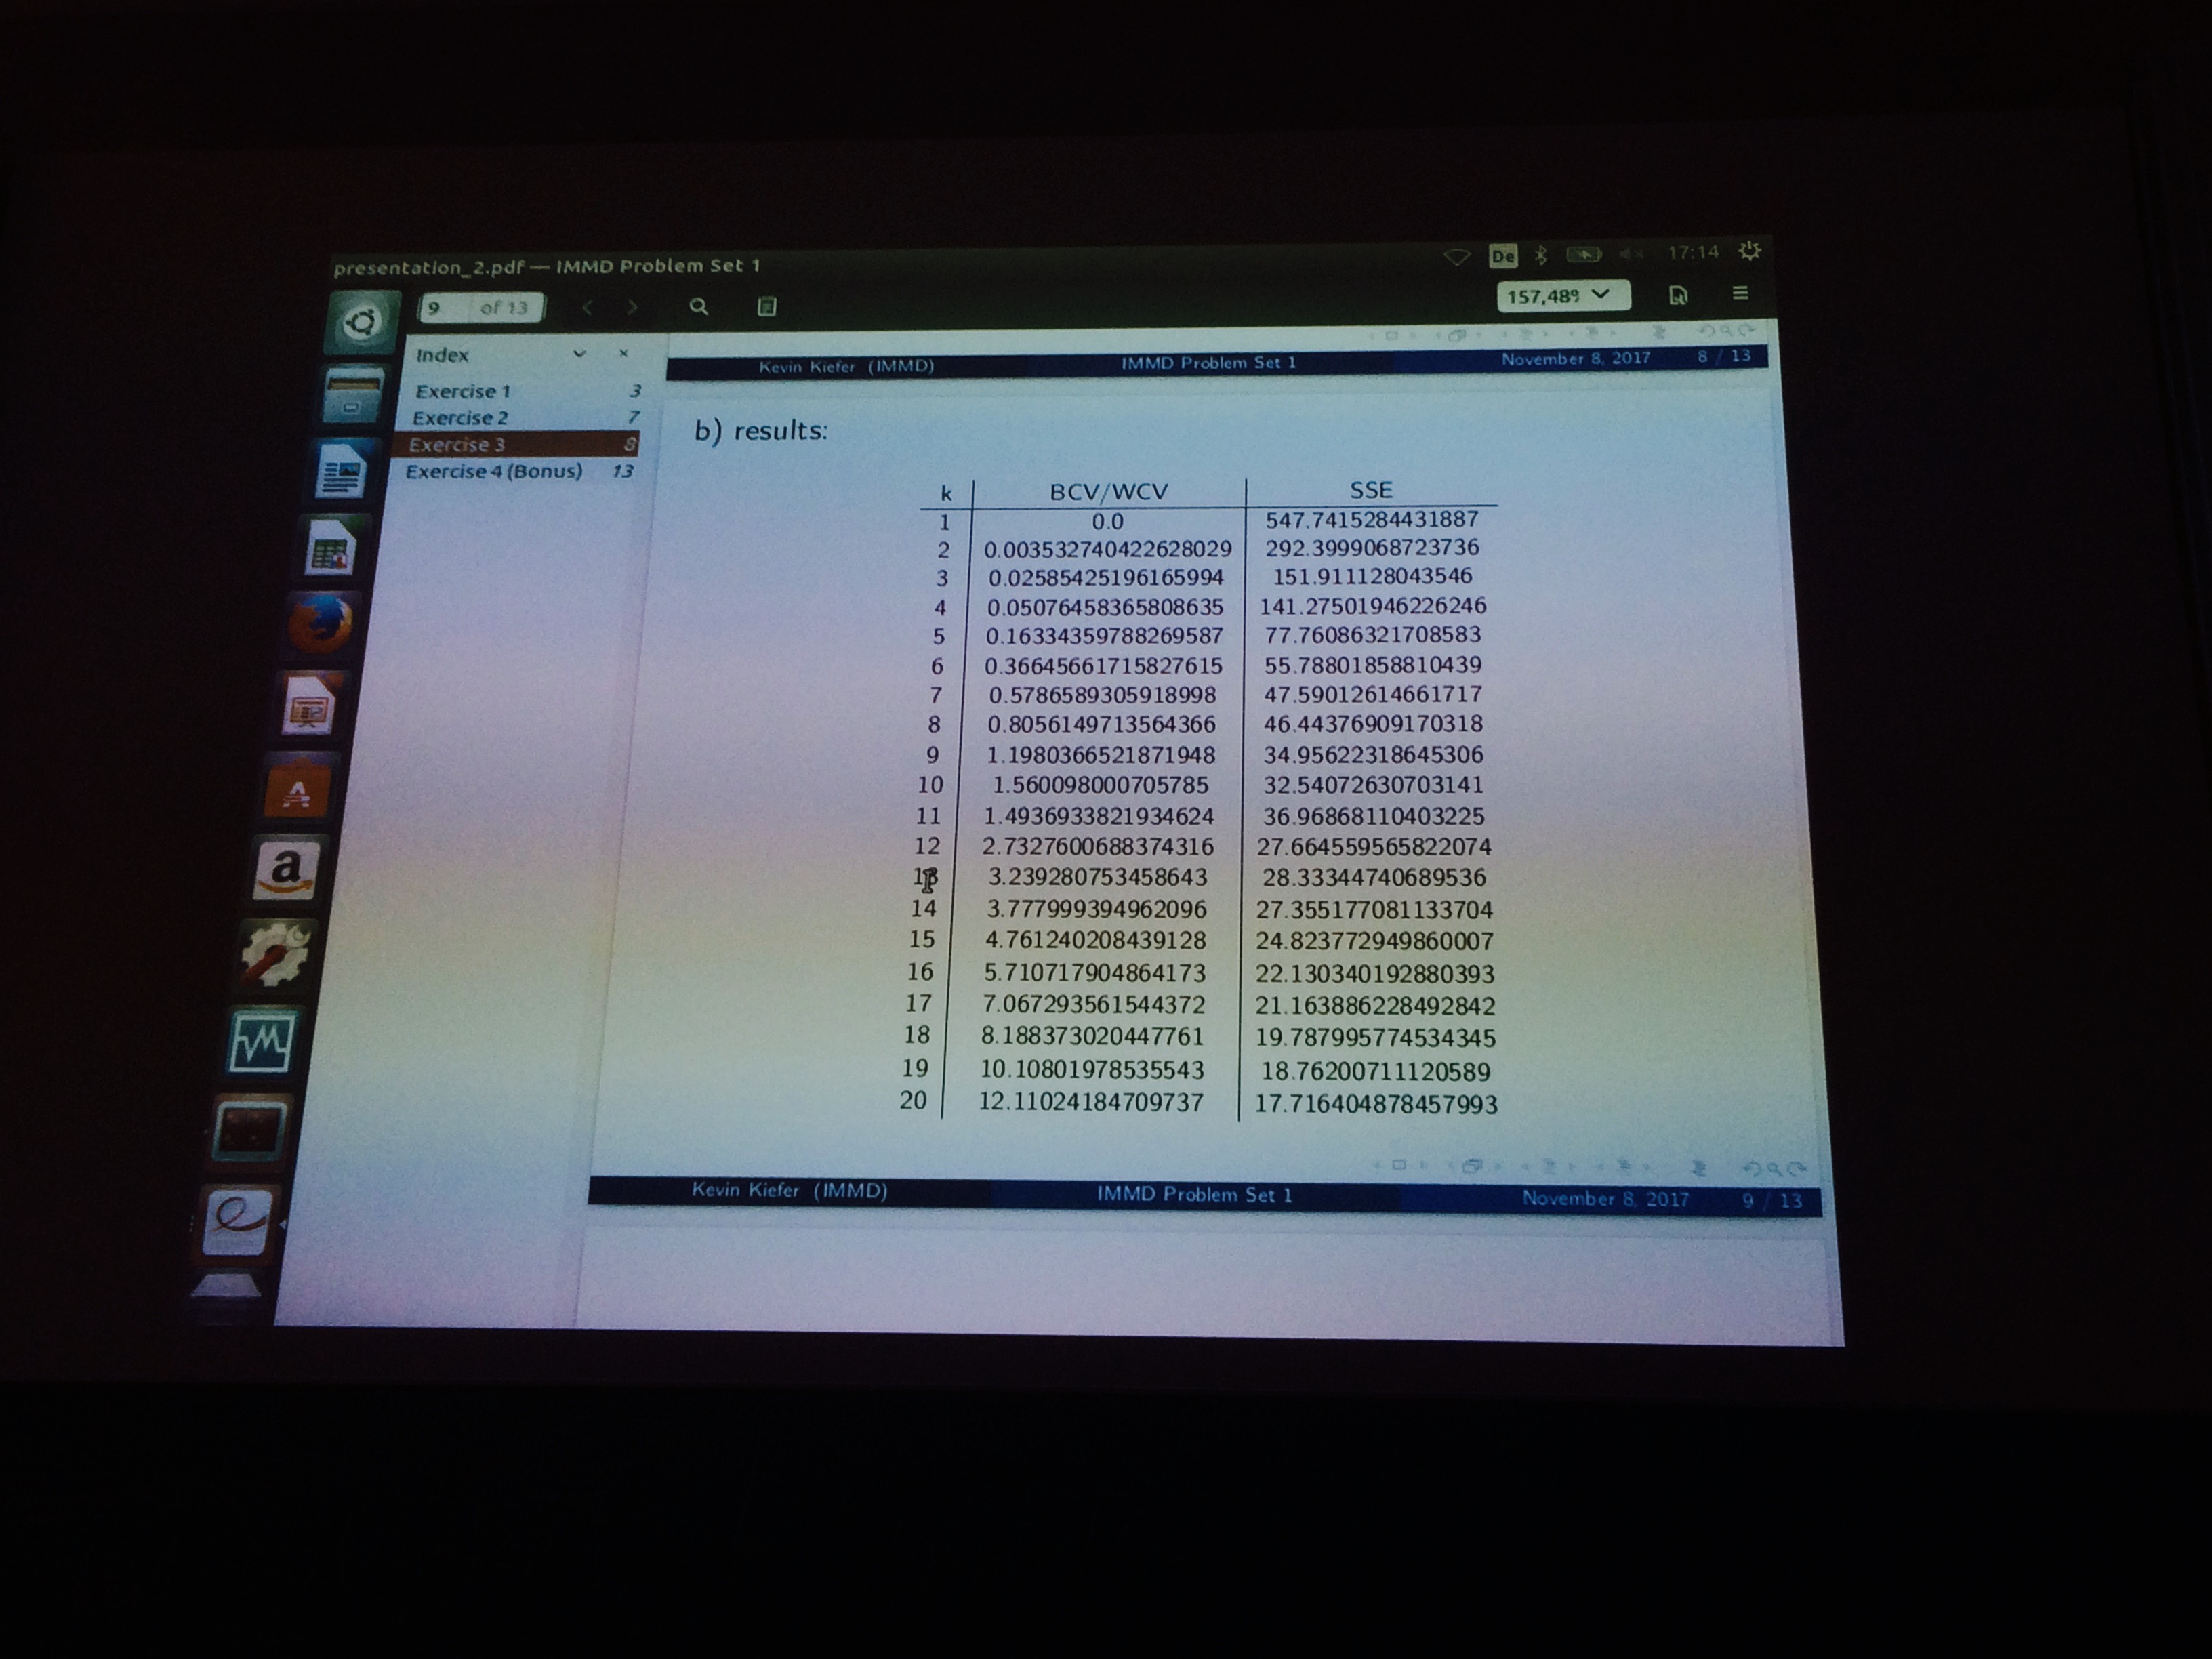 presentation_2.pdf — IMMD Problem Set 1
De
17:14
9 of 13
157,48%
Index
Exercise 1 3
Exercise 2 7
Exercise 3 8
Exercise 4 (Bonus) 13
Kevin Kiefer (IMMD) IMMD Problem Set 1 November 8, 2017 8 / 13
b) results:
k BCV/WCV SSE
1 0.0 547.7415284431887
2 0.003532740422628029 292.3999068723736
3 0.02585425196165994 151.911128043546
4 0.05076458365808635 141.27501946226246
5 0.16334359788269587 77.76086321708583
6 0.36645661715827615 55.78801858810439
7 0.5786589305918998 47.59012614661717
8 0.8056149713564366 46.44376909170318
9 1.1980366521871948 34.95622318645306
10 1.560098000705785 32.54072630703141
11 1.4936933821934624 36.96868110403225
12 2.7327600688374316 27.664559565822074
13 3.239280753458643 28.33344740689536
14 3.777999394962096 27.355177081133704
15 4.761240208439128 24.823772949860007
16 5.710717904864173 22.130340192880393
17 7.067293561544372 21.163886228492842
18 8.188373020447761 19.787995774534345
19 10.10801978535543 18.76200711120589
20 12.11024184709737 17.716404878457993
Kevin Kiefer (IMMD) IMMD Problem Set 1 November 8, 2017 9 / 13